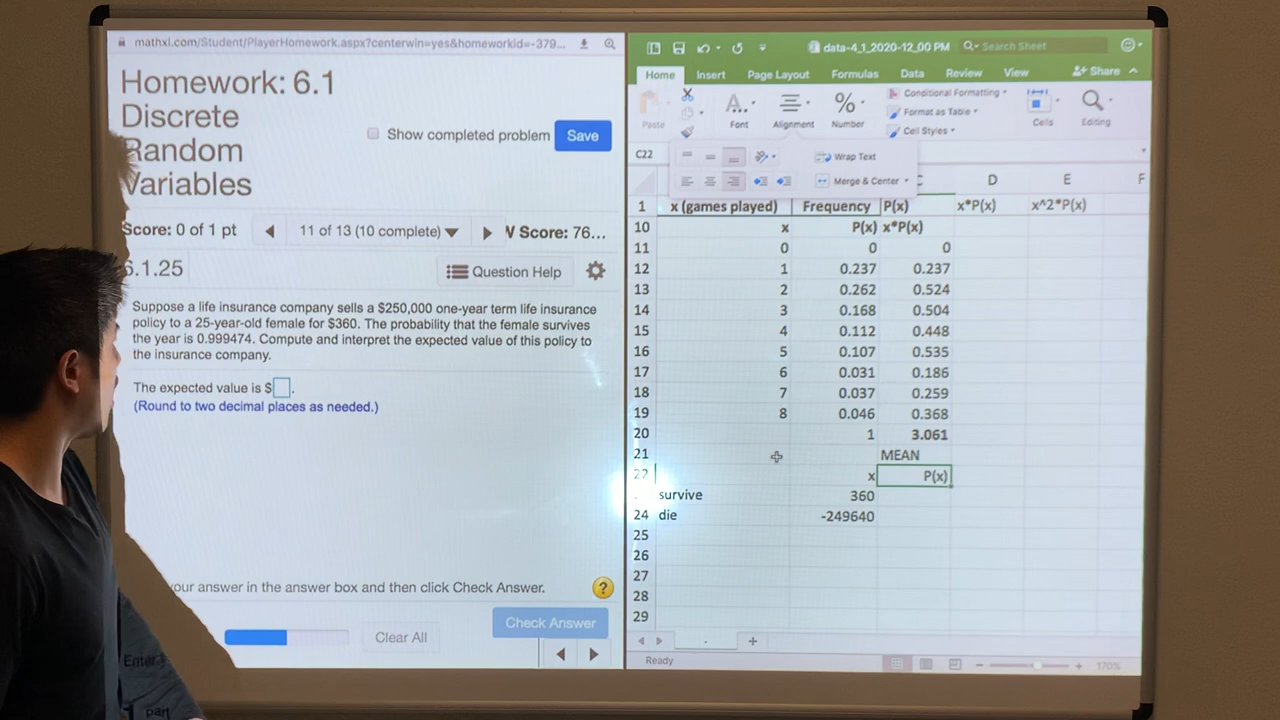 mathxl.com/Student/PlayerHomework.aspx?centerwin=yes&homeworkid=-379...
Homework: 6.1
Discrete
Random
Variables
Show completed problem
Save
Score: 0 of 1 pt
11 of 13 (10 complete)
Score: 76...
6.1.25
Question Help
Suppose a life insurance company sells a $250,000 one-year term life insurance
policy to a 25-year-old female for $360. The probability that the female survives
the year is 0.999474. Compute and interpret the expected value of this policy to
the insurance company.
The expected value is $ .
(Round to two decimal places as needed.)
your answer in the answer box and then click Check Answer.
?
Clear All
Check Answer
Enter
1 part
data-4_1_2020-12_00 PM
Search Sheet
Home Insert Page Layout Formulas Data Review View Share
Paste
Font
Alignment
Number
Conditional Formatting
Format as Table
Cell Styles
Cells
Editing
C22
Wrap Text
Merge & Center
C D E F
1 x (games played) Frequency P(x) x*P(x) x^2*P(x)
10 x P(x) x*P(x)
11 0 0 0
12 1 0.237 0.237
13 2 0.262 0.524
14 3 0.168 0.504
15 4 0.112 0.448
16 5 0.107 0.535
17 6 0.031 0.186
18 7 0.037 0.259
19 8 0.046 0.368
20 1 3.061
21 MEAN
22 x P(x)
survive 360
24 die -249640
25
26
27
28
29
Ready
170%